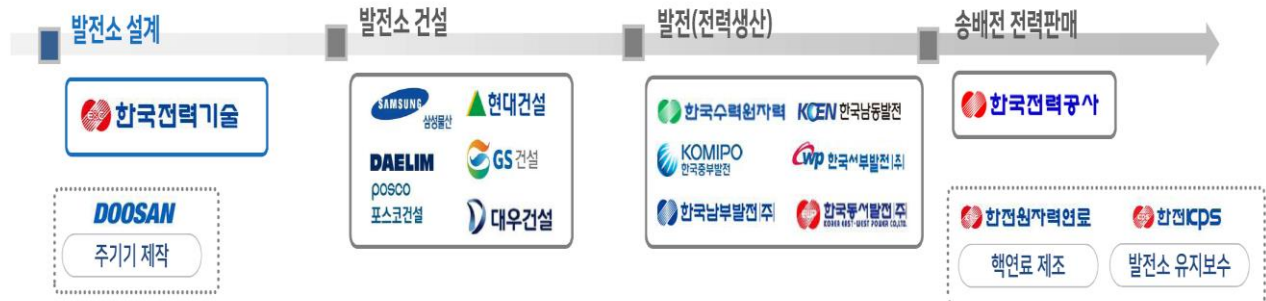 발전소 설계
발전소 건설
발전(전력생산)
송배전 전력판매
한국전력기술
DOOSAN
주기기 제작
SAMSUNG
삼성물산
현대건설
DAELIM
GS건설
posco
포스코건설
대우건설
한국수력원자력
KOEN 한국남동발전
KOMIPO
한국중부발전
wp 한국서부발전(주)
한국남부발전(주)
한국동서발전(주)
KOREA EAST-WEST POWER CO.,LTD.
한국전력공사
한전원자력연료
핵연료 제조
한전KPS
발전소 유지보수